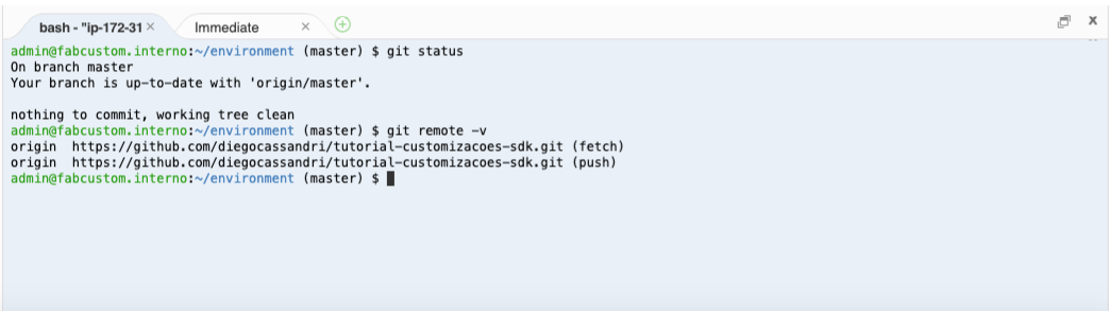 bash - "ip-172-31
Immediate
admin@fabcustom.interno:~/environment (master) $ git status
On branch master
Your branch is up-to-date with 'origin/master'.
nothing to commit, working tree clean
admin@fabcustom.interno:~/environment (master) $ git remote -v
origin  https://github.com/diegocassandri/tutorial-customizacoes-sdk.git (fetch)
origin  https://github.com/diegocassandri/tutorial-customizacoes-sdk.git (push)
admin@fabcustom.interno:~/environment (master) $